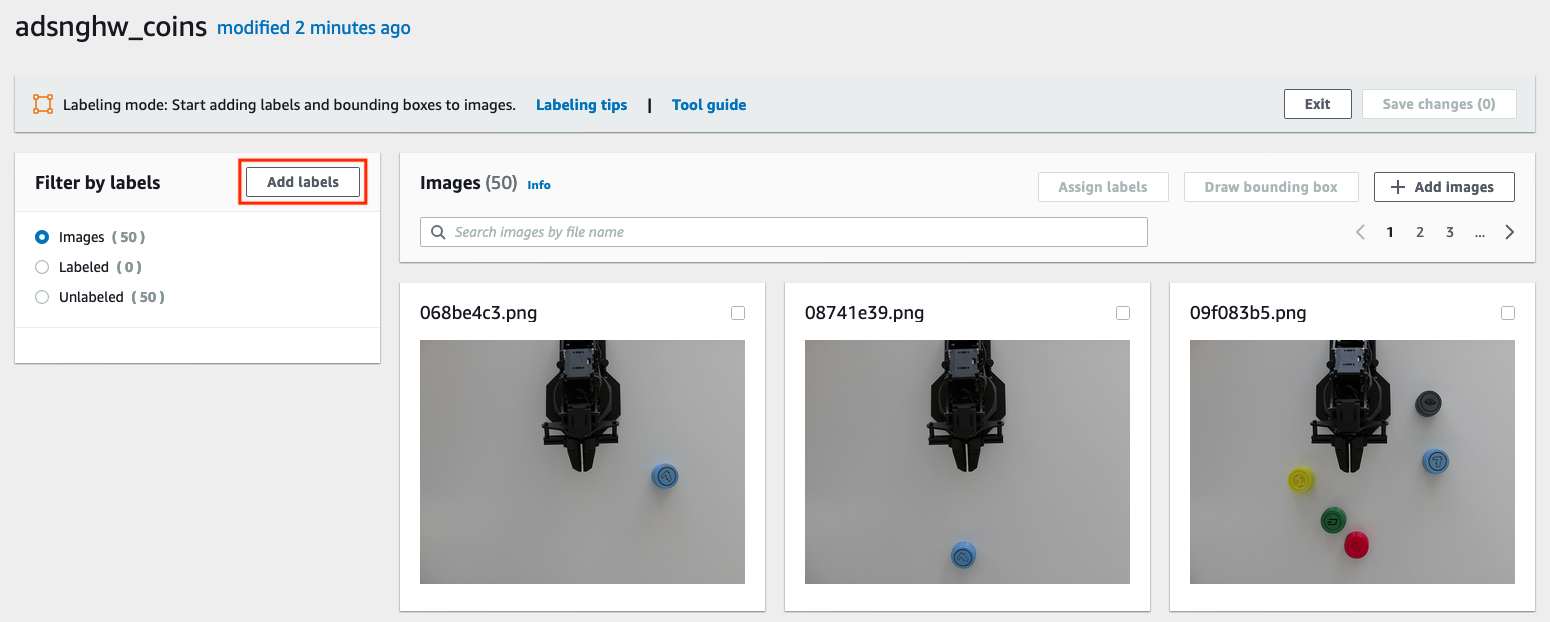 adsnghw_coins modified 2 minutes ago
Labeling mode: Start adding labels and bounding boxes to images. Labeling tips | Tool guide Exit Save changes (0)
Filter by labels Add labels
Images ( 50 )
Labeled ( 0 )
Unlabeled ( 50 )
Images (50) Info Assign labels Draw bounding box + Add images
Search images by file name < 1 2 3 ... >
068be4c3.png
08741e39.png
09f083b5.png